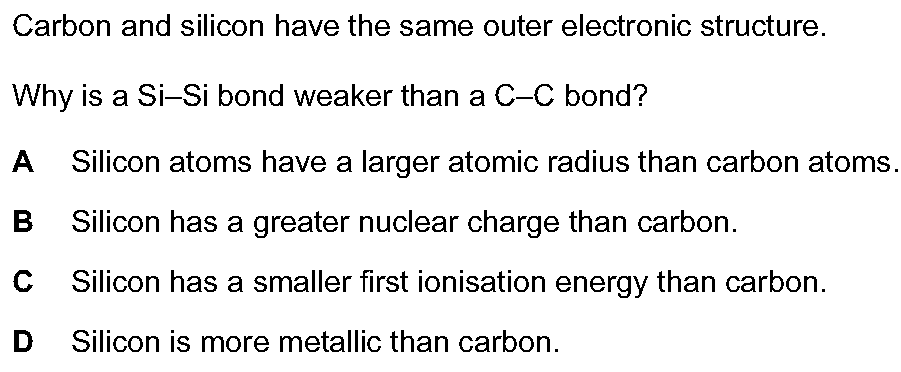 Carbon and silicon have the same outer electronic structure.
Why is a Si–Si bond weaker than a C–C bond?
A Silicon atoms have a larger atomic radius than carbon atoms.
B Silicon has a greater nuclear charge than carbon.
C Silicon has a smaller first ionisation energy than carbon.
D Silicon is more metallic than carbon.